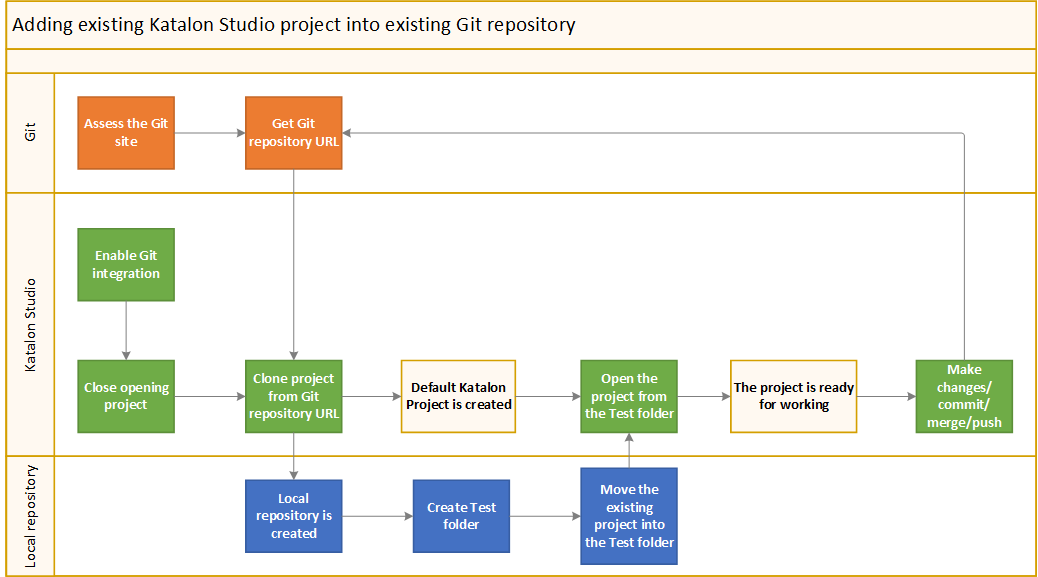 Adding existing Katalon Studio project into existing Git repository
Git
Assess the Git
site
Get Git
repository URL
Katalon Studio
Enable Git
integration
Close opening
project
Clone project
from Git
repository URL
Default Katalon
Project is created
Open the
project from
the Test folder
The project is ready
for working
Make
changes/
commit/
merge/push
Local repository
Local
repository is
created
Create Test
folder
Move the
existing
project into
the Test folder